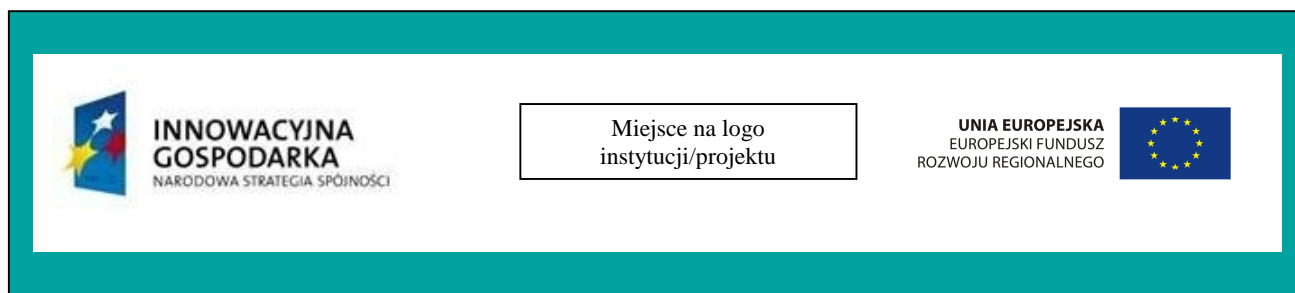 INNOWACYJNA
GOSPODARKA
NARODOWA STRATEGIA SPÓJNOŚCI
Miejsce na logo
instytucji/projektu
UNIA EUROPEJSKA
EUROPEJSKI FUNDUSZ
ROZWOJU REGIONALNEGO